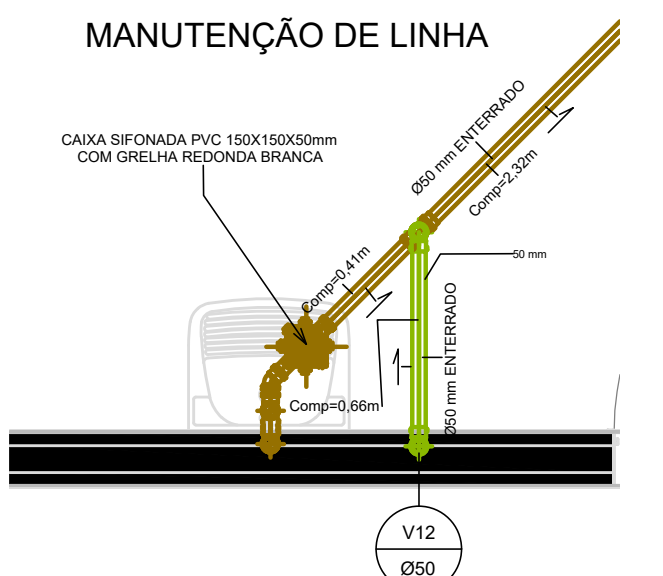 MANUTENÇÃO DE LINHA
CAIXA SIFONADA PVC 150X150X50mm
COM GRELHA REDONDA BRANCA
Ø50 mm ENTERRADO
Comp=2,32m
Comp=0,41m
50 mm
Ø50 mm ENTERRADO
Comp=0,66m
V12
Ø50